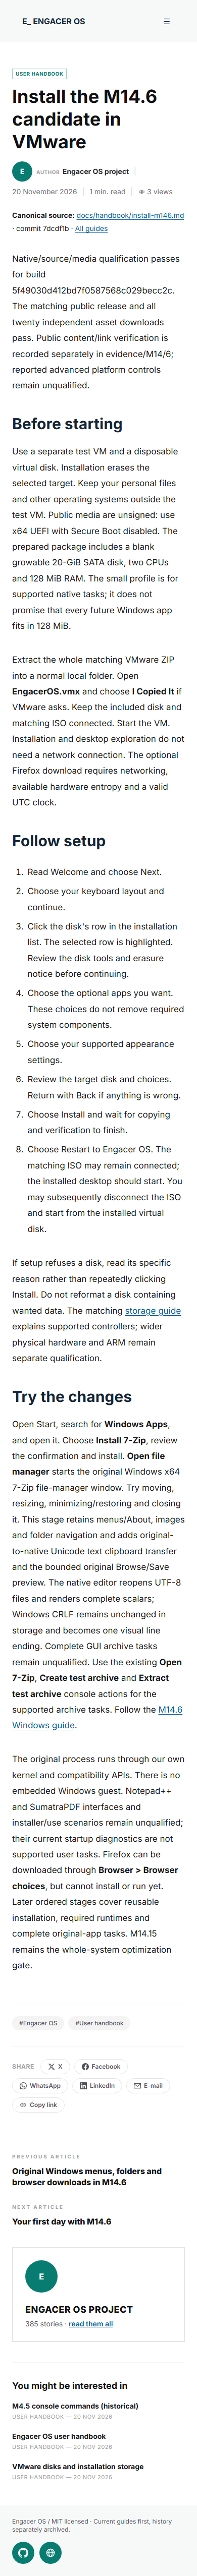 E_ ENGACER OS
USER HANDBOOK
Install the M14.6
candidate in
VMware
E
AUTHOR Engacer OS project
20 November 2026 1 min. read 3 views
Canonical source: docs/handbook/install-m146.md
· commit 7dcdf1b · All guides
Native/source/media qualification passes
for build
5f49030d412bd7f0587568c029becc2c.
The matching public release and all
twenty independent asset downloads
pass. Public content/link verification is
recorded separately in evidence/M14/6;
reported advanced platform controls
remain unqualified.
Before starting
Use a separate test VM and a disposable
virtual disk. Installation erases the
selected target. Keep your personal files
and other operating systems outside the
test VM. Public media are unsigned: use
x64 UEFI with Secure Boot disabled. The
prepared package includes a blank
growable 20-GiB SATA disk, two CPUs
and 128 MiB RAM. The small profile is for
supported native tasks; it does not
promise that every future Windows app
fits in 128 MiB.
Extract the whole matching VMware ZIP
into a normal local folder. Open
EngacerOS.vmx and choose I Copied It if
VMware asks. Keep the included disk and
matching ISO connected. Start the VM.
Installation and desktop exploration do not
need a network connection. The optional
Firefox download requires networking,
available hardware entropy and a valid
UTC clock.
Follow setup
1. Read Welcome and choose Next.
2. Choose your keyboard layout and
continue.
3. Click the disk's row in the installation
list. The selected row is highlighted.
Review the disk tools and erasure
notice before continuing.
4. Choose the optional apps you want.
These choices do not remove required
system components.
5. Choose your supported appearance
settings.
6. Review the target disk and choices.
Return with Back if anything is wrong.
7. Choose Install and wait for copying
and verification to finish.
8. Choose Restart to Engacer OS. The
matching ISO may remain connected;
the installed desktop should start. You
may subsequently disconnect the ISO
and start from the installed virtual
disk.
If setup refuses a disk, read its specific
reason rather than repeatedly clicking
Install. Do not reformat a disk containing
wanted data. The matching storage guide
explains supported controllers; wider
physical hardware and ARM remain
separate qualification.
Try the changes
Open Start, search for Windows Apps,
and open it. Choose Install 7-Zip, review
the confirmation and install. Open file
manager starts the original Windows x64
7-Zip file-manager window. Try moving,
resizing, minimizing/restoring and closing
it. This stage retains menus/About, images
and folder navigation and adds original-
to-native Unicode text clipboard transfer
and the bounded original Browse/Save
preview. The native editor reopens UTF-8
files and renders complete scalars;
Windows CRLF remains unchanged in
storage and becomes one visual line
ending. Complete GUI archive tasks
remain unqualified. Use the existing Open
7-Zip, Create test archive and Extract
test archive console actions for the
supported archive tasks. Follow the M14.6
Windows guide.
The original process runs through our own
kernel and compatibility APIs. There is no
embedded Windows guest. Notepad++
and SumatraPDF interfaces and
installer/use scenarios remain unqualified;
their current startup diagnostics are not
supported user tasks. Firefox can be
downloaded through Browser > Browser
choices, but cannot install or run yet.
Later ordered stages cover reusable
installation, required runtimes and
complete original-app tasks. M14.15
remains the whole-system optimization
gate.
#Engacer OS #User handbook
SHARE X Facebook
WhatsApp LinkedIn E-mail
Copy link
PREVIOUS ARTICLE
Original Windows menus, folders and
browser downloads in M14.6
NEXT ARTICLE
Your first day with M14.6
E
ENGACER OS PROJECT
385 stories · read them all
You might be interested in
M4.5 console commands (historical)
USER HANDBOOK — 20 NOV 2026
Engacer OS user handbook
USER HANDBOOK — 20 NOV 2026
VMware disks and installation storage
USER HANDBOOK — 20 NOV 2026
Engacer OS / MIT licensed · Current guides first, history
separately archived.